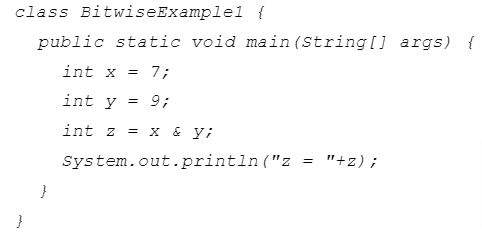 class BitwiseExample1 {
public static void main(String[] args) {
int x = 7;
int y = 9;
int z = x & y;
System.out.println("z = "+z);
}
}